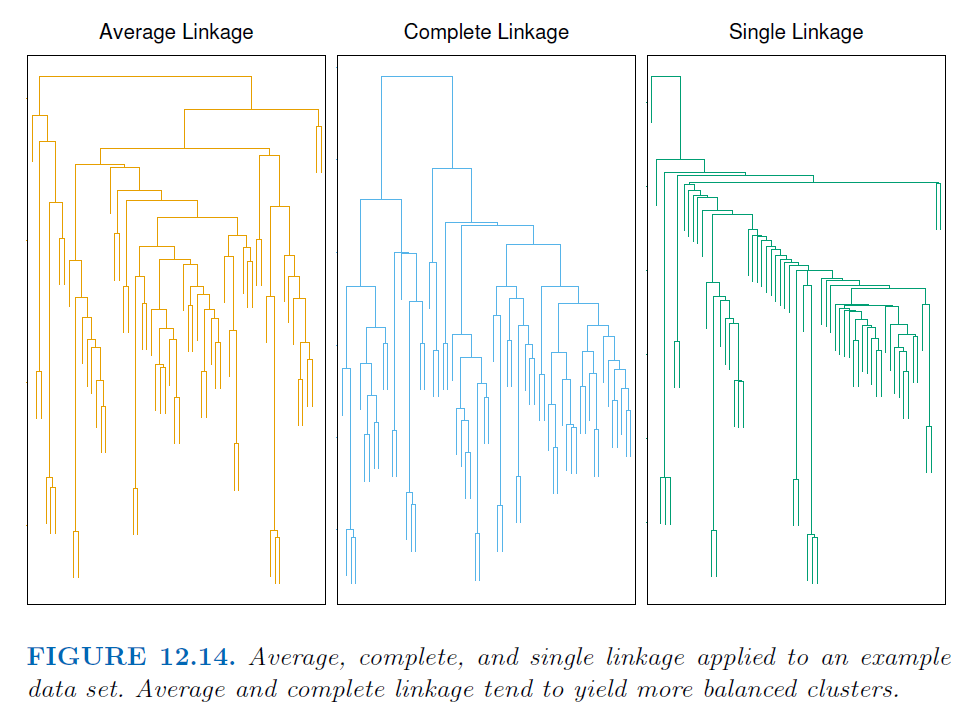 Average Linkage
Complete Linkage
Single Linkage
FIGURE 12.14. Average, complete, and single linkage applied to an example
data set. Average and complete linkage tend to yield more balanced clusters.